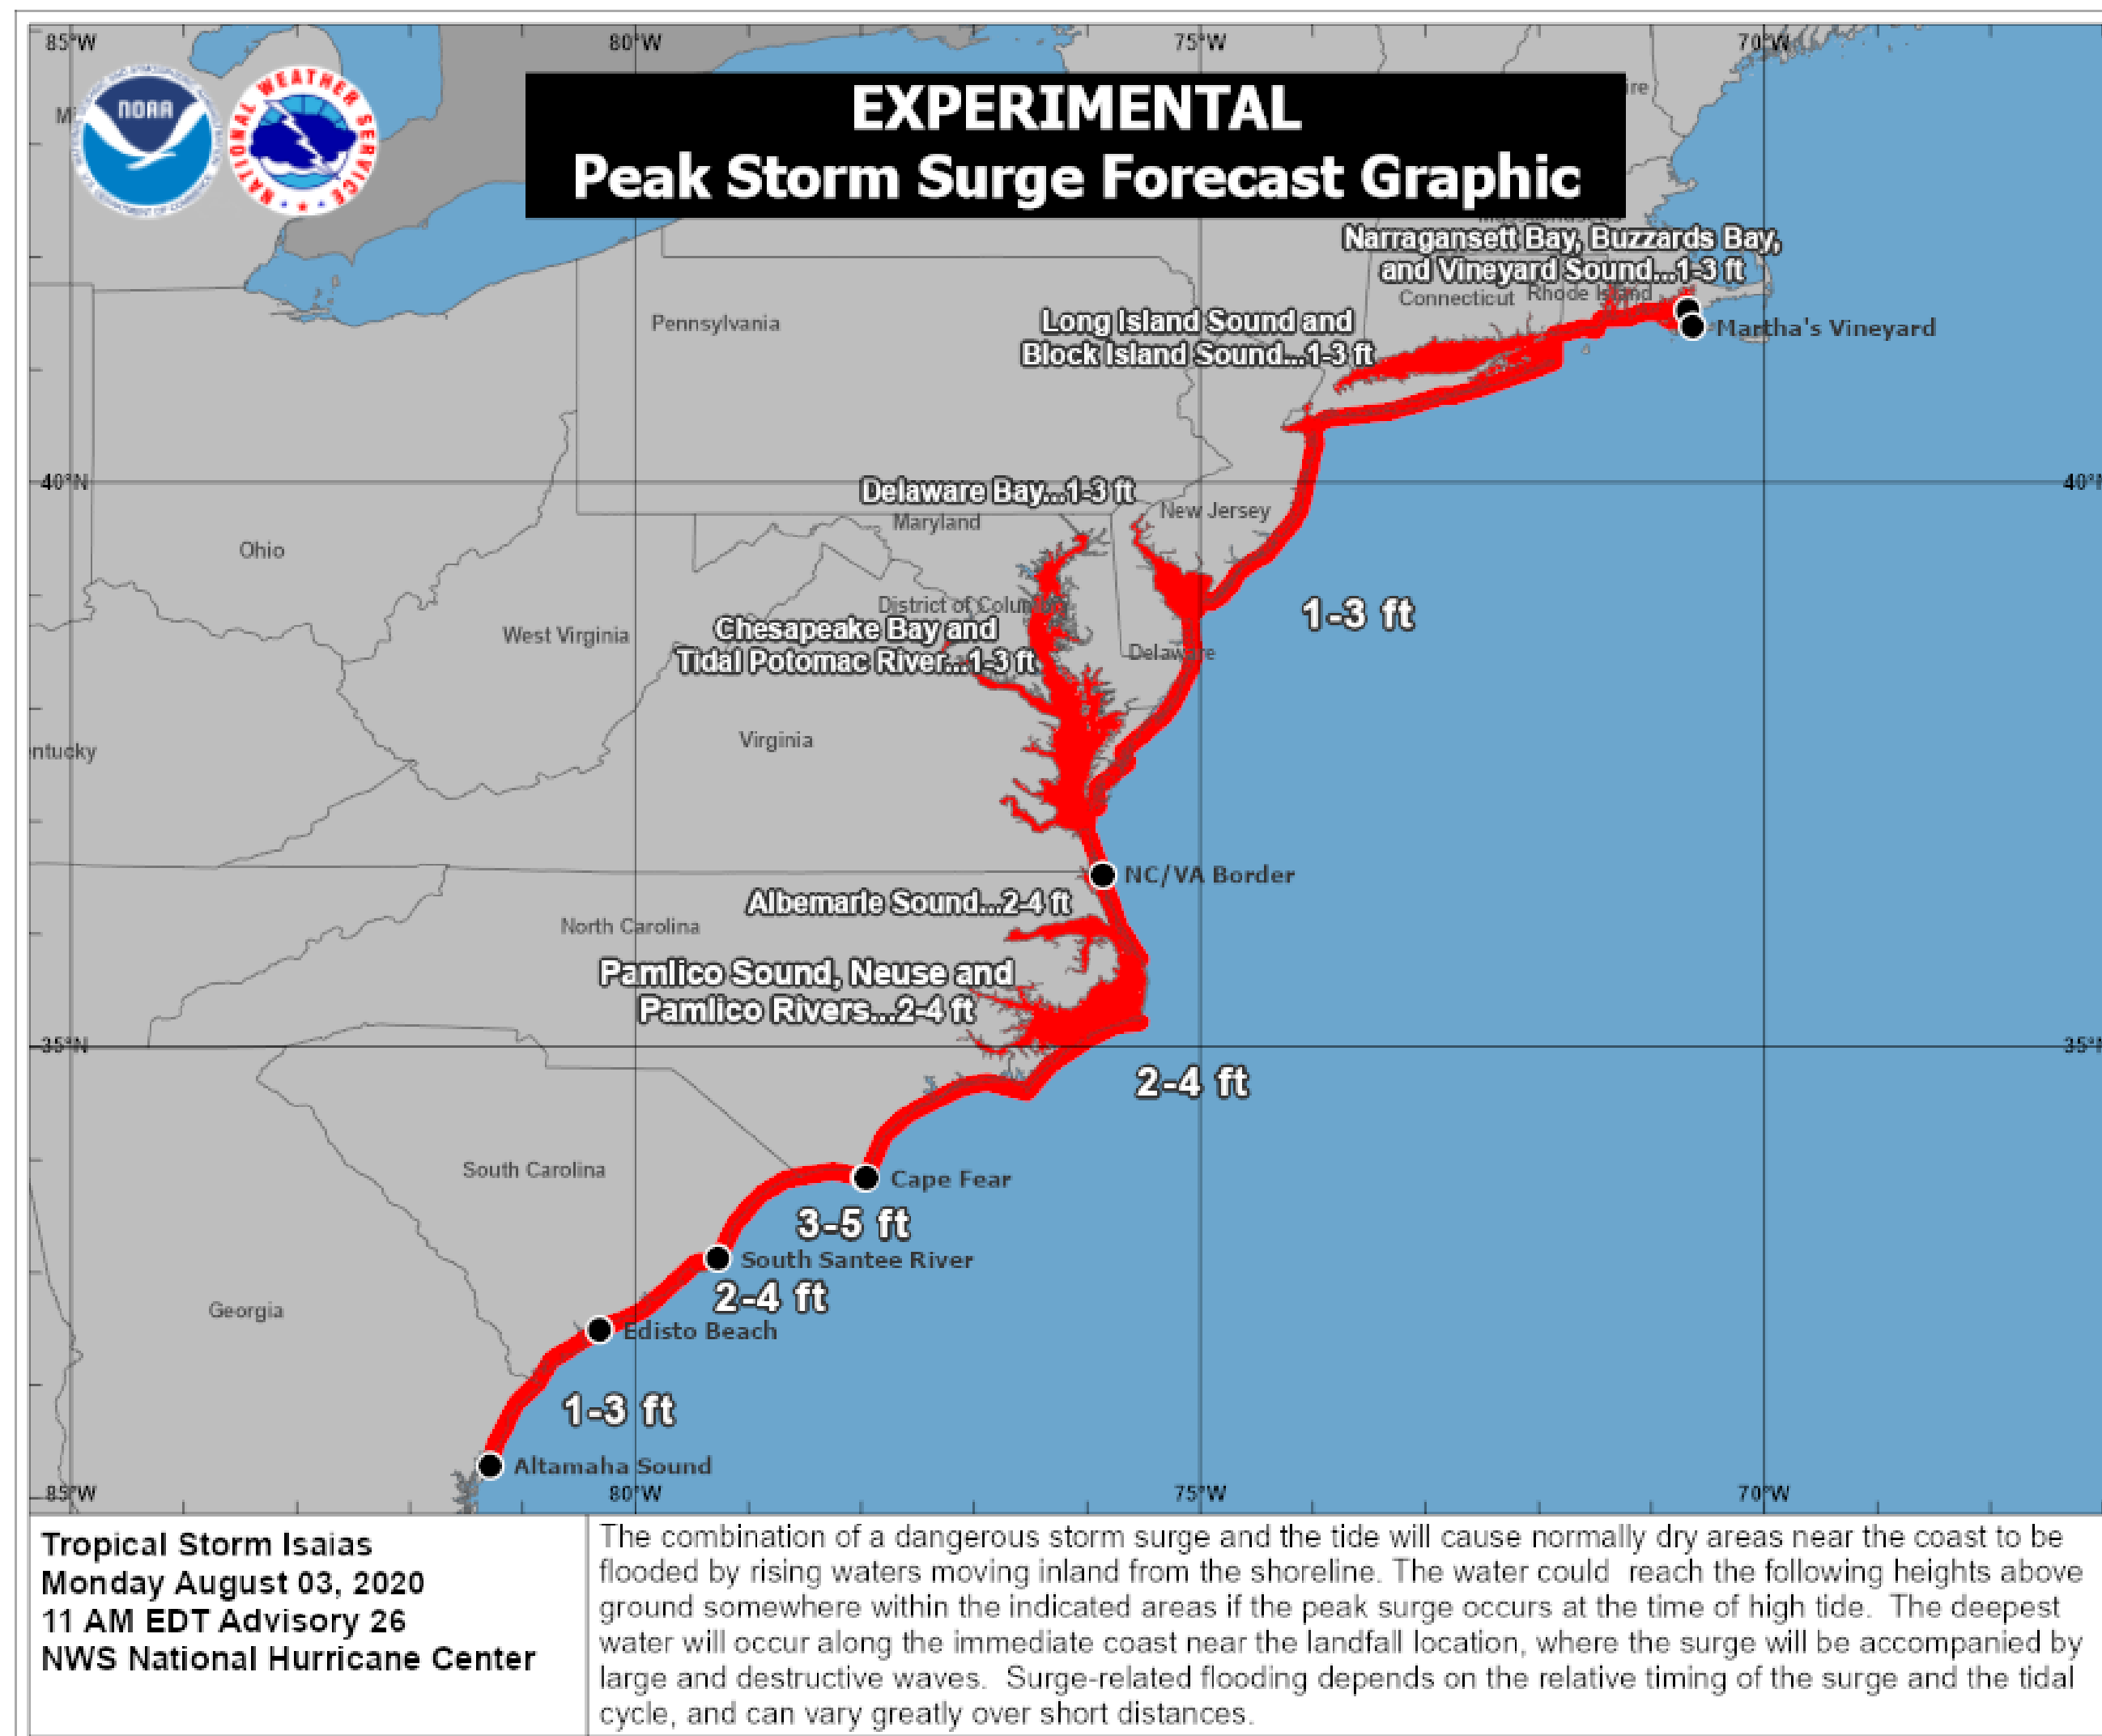 85°W
80°W
75°W
70°W
NOAA
NATIONAL WEATHER SERVICE
EXPERIMENTAL
Peak Storm Surge Forecast Graphic
Narragansett Bay, Buzzards Bay,
and Vineyard Sound...1-3 ft
Connecticut
Rhode Island
Martha's Vineyard
Long Island Sound and
Block Island Sound...1-3 ft
Pennsylvania
40°N
Delaware Bay...1-3 ft
Maryland
New Jersey
Ohio
District of Columbia
1-3 ft
West Virginia
Chesapeake Bay and
Tidal Potomac River...1-3 ft
Delaware
Virginia
entucky
NC/VA Border
Albemarle Sound...2-4 ft
North Carolina
Pamlico Sound, Neuse and
Pamlico Rivers...2-4 ft
35°N
2-4 ft
South Carolina
Cape Fear
3-5 ft
South Santee River
2-4 ft
Georgia
Edisto Beach
1-3 ft
Altamaha Sound
85°W
80°W
75°W
70°W
Tropical Storm Isaias
Monday August 03, 2020
11 AM EDT Advisory 26
NWS National Hurricane Center
The combination of a dangerous storm surge and the tide will cause normally dry areas near the coast to be
flooded by rising waters moving inland from the shoreline. The water could  reach the following heights above
ground somewhere within the indicated areas if the peak surge occurs at the time of high tide.  The deepest
water will occur along the immediate coast near the landfall location, where the surge will be accompanied by
large and destructive waves.  Surge-related flooding depends on the relative timing of the surge and the tidal
cycle, and can vary greatly over short distances.